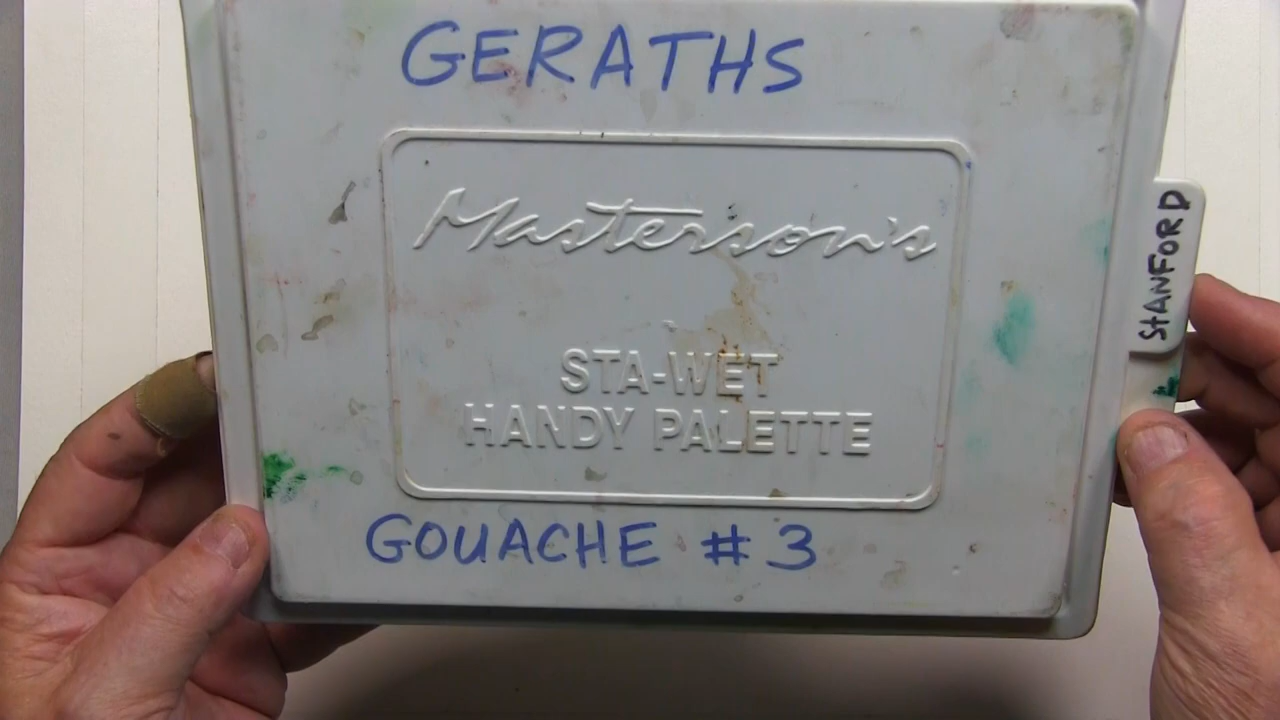 GERATHS
Masterson's
STA-WET
HANDY PALETTE
GOUACHE #3
STANFORD